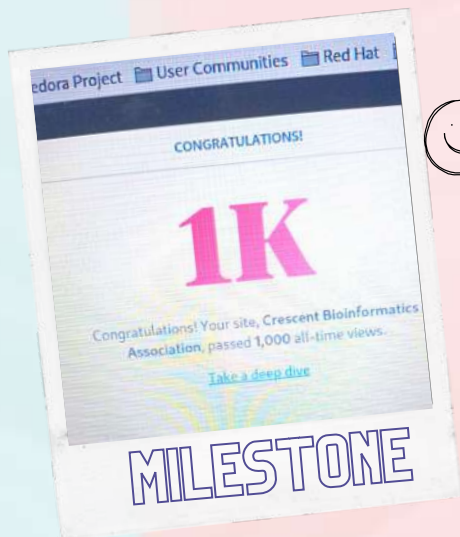 edora Project User Communities Red Hat
CONGRATULATIONS!
1K
Congratulations! Your site, Crescent Bioinformatics
Association, passed 1,000 all-time views.
Take a deep dive
MILESTONE